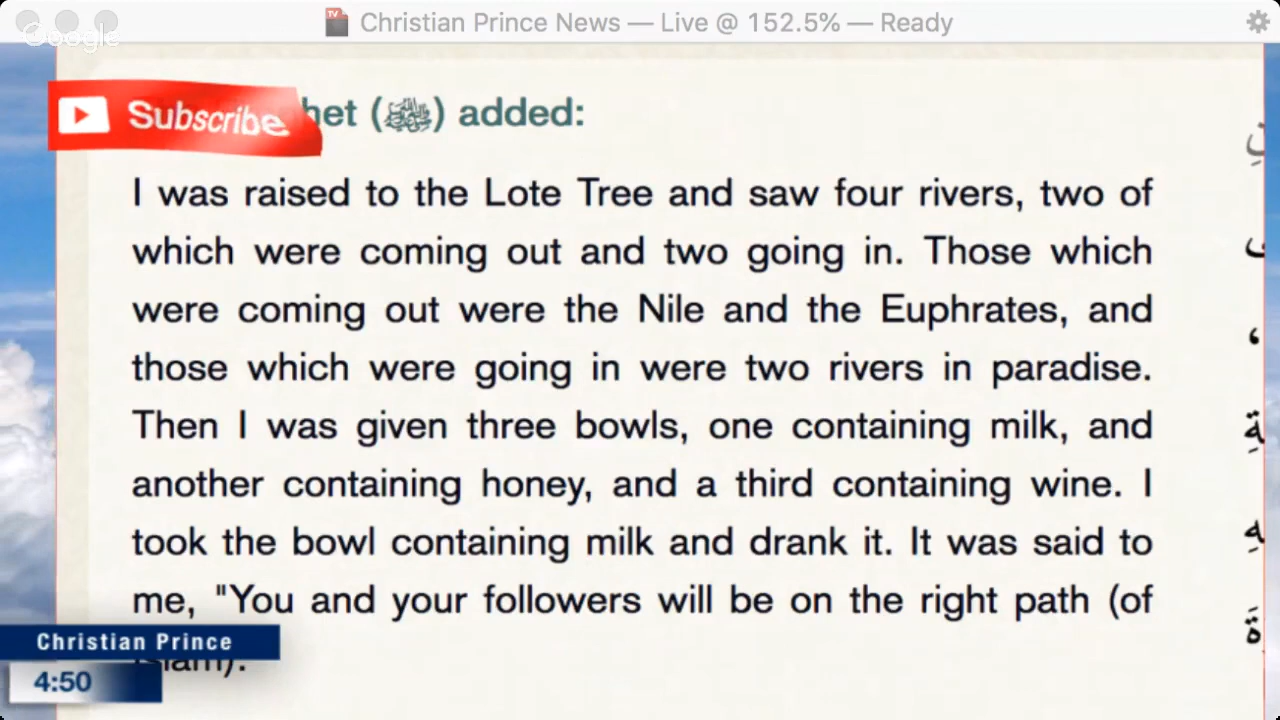 Christian Prince News — Live @ 152.5% — Ready
Google
Subscribe
het (ﷺ) added:
I was raised to the Lote Tree and saw four rivers, two of
which were coming out and two going in. Those which
were coming out were the Nile and the Euphrates, and
those which were going in were two rivers in paradise.
Then I was given three bowls, one containing milk, and
another containing honey, and a third containing wine. I
took the bowl containing milk and drank it. It was said to
me, "You and your followers will be on the right path (of
Islam)."
Christian Prince
4:50